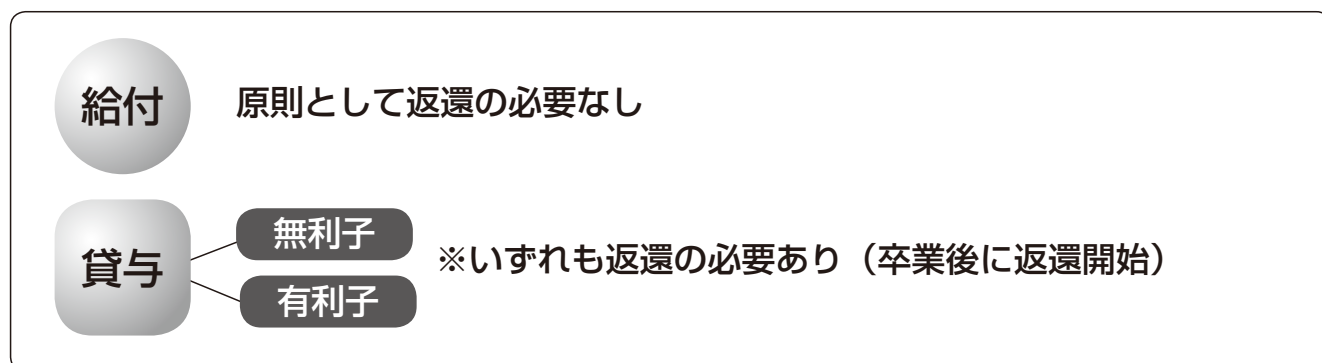 給付 原則として返還の必要なし
貸与
無利子
有利子
※いずれも返還の必要あり（卒業後に返還開始）